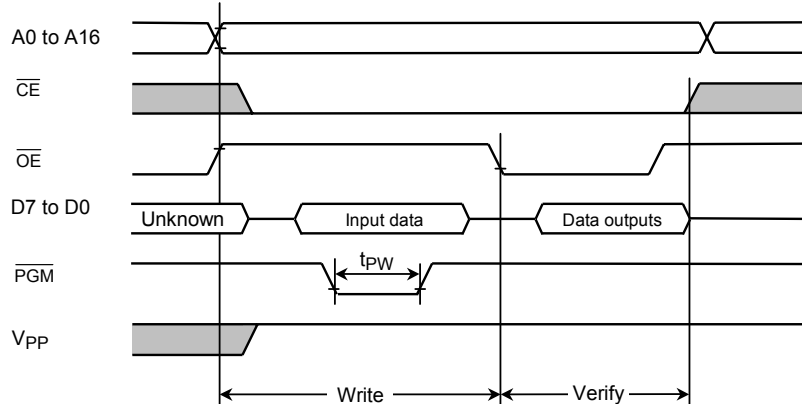 A0 to A16
CE
OE
D7 to D0
Unknown
Input data
Data outputs
PGM
tPW
VPP
Write
Verify